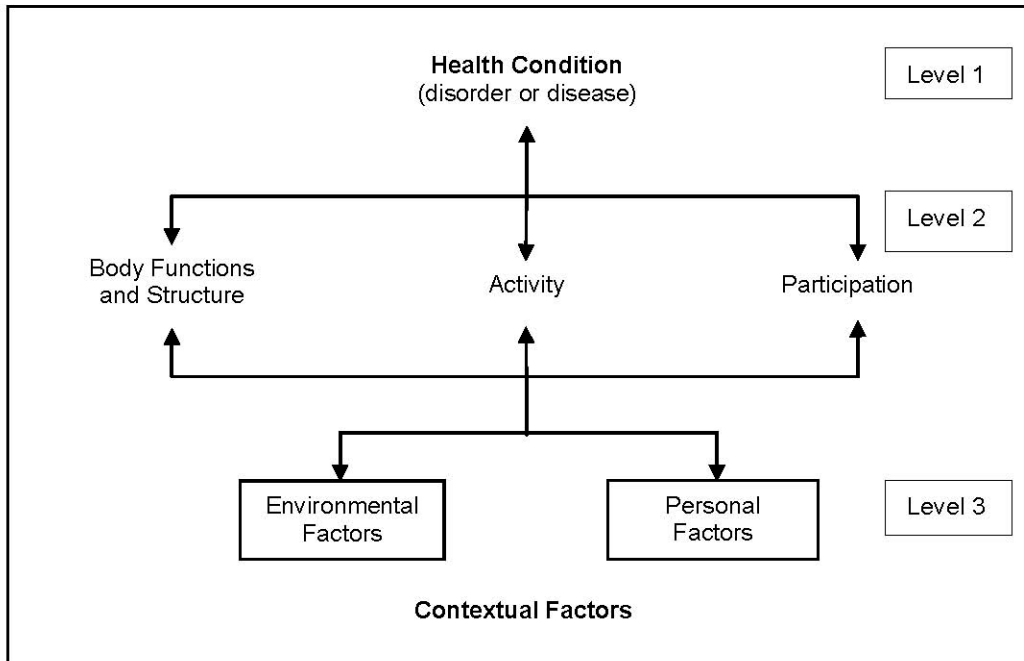 Health Condition
(disorder or disease)
Level 1
Level 2
Body Functions
and Structure
Activity
Participation
Environmental
Factors
Personal
Factors
Level 3
Contextual Factors